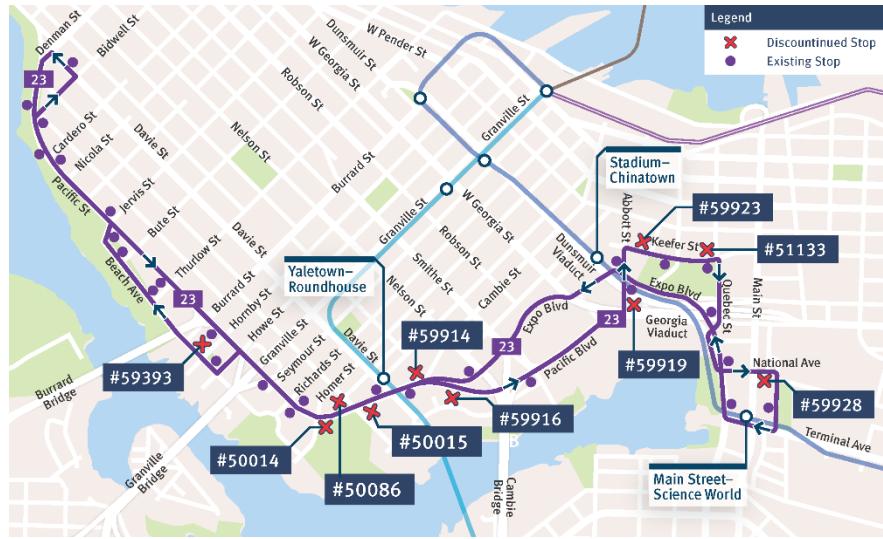 Legend
Discountinued Stop
Existing Stop
Denman St
Bidwell St
23
Cardero St
Nicola St
Davie St
Pacific St
Jervis St
Bute St
Beach Ave
Thurlow St
23
Burrard St
Hornby St
Howe St
Granville St
Seymour St
Richards St
Homer St
Davie St
Nelson St
Robson St
W Georgia St
Dunsmuir St
W Pender St
Burrard St
Granville St
Granville St
W Georgia St
Robson St
Smithe St
Nelson St
Cambie St
Davie St
Yaletown–
Roundhouse
Stadium–
Chinatown
Dunsmuir
Viaduct
Abbott St
Keefer St
#59923
#51133
Expo Blvd
Expo Blvd
Quebec St
Main St
Georgia
Viaduct
23
Pacific Blvd
#59914
#59919
National Ave
#59928
#59916
#59393
#50015
#50014
#50086
Burrard
Bridge
Granville
Bridge
Cambie
Bridge
Terminal Ave
Main Street–
Science World